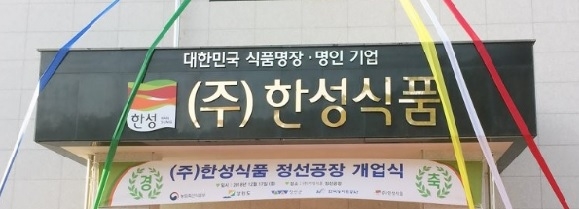 대한민국 식품명장·명인 기업
한성
(주)한성식품
경
(주)한성식품 정선공장 개업식
축